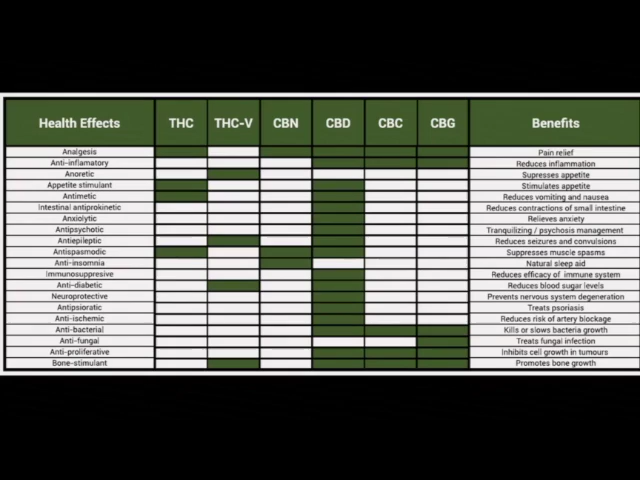 Health Effects THC THC-V CBN CBD CBC CBG Benefits
Analgesis Pain relief
Anti-inflamatory Reduces inflammation
Anoretic Supresses appetite
Appetite stimulant Stimulates appetite
Antimetic Reduces vomiting and nausea
Intestinal antiprokinetic Reduces contractions of small intestine
Anxiolytic Relieves anxiety
Antipsychotic Tranquilizing / psychosis management
Antiepileptic Reduces seizures and convulsions
Antispasmodic Suppresses muscle spasms
Anti-insomnia Natural sleep aid
Immunosuppresive Reduces efficacy of immune system
Anti-diabetic Reduces blood sugar levels
Neuroprotective Prevents nervous system degeneration
Antipsioratic Treats psoriasis
Anti-ischemic Reduces risk of artery blockage
Anti-bacterial Kills or slows bacteria growth
Anti-fungal Treats fungal infection
Anti-proliferative Inhibits cell growth in tumours
Bone-stimulant Promotes bone growth